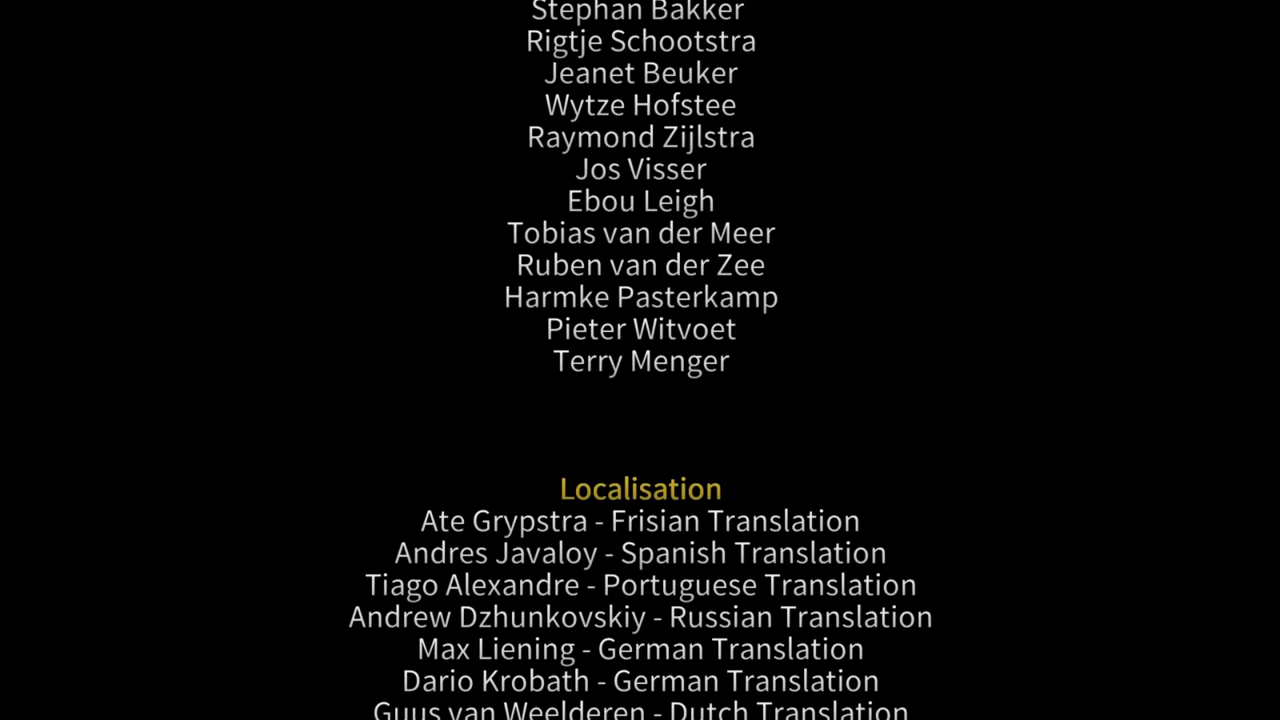 Stephan Bakker
Rigtje Schootstra
Jeanet Beuker
Wytze Hofstee
Raymond Zijlstra
Jos Visser
Ebou Leigh
Tobias van der Meer
Ruben van der Zee
Harmke Pasterkamp
Pieter Witvoet
Terry Menger
Localisation
Ate Grypstra - Frisian Translation
Andres Javaloy - Spanish Translation
Tiago Alexandre - Portuguese Translation
Andrew Dzhunkovskiy - Russian Translation
Max Liening - German Translation
Dario Krobath - German Translation
Guus van Weelderen - Dutch Translation